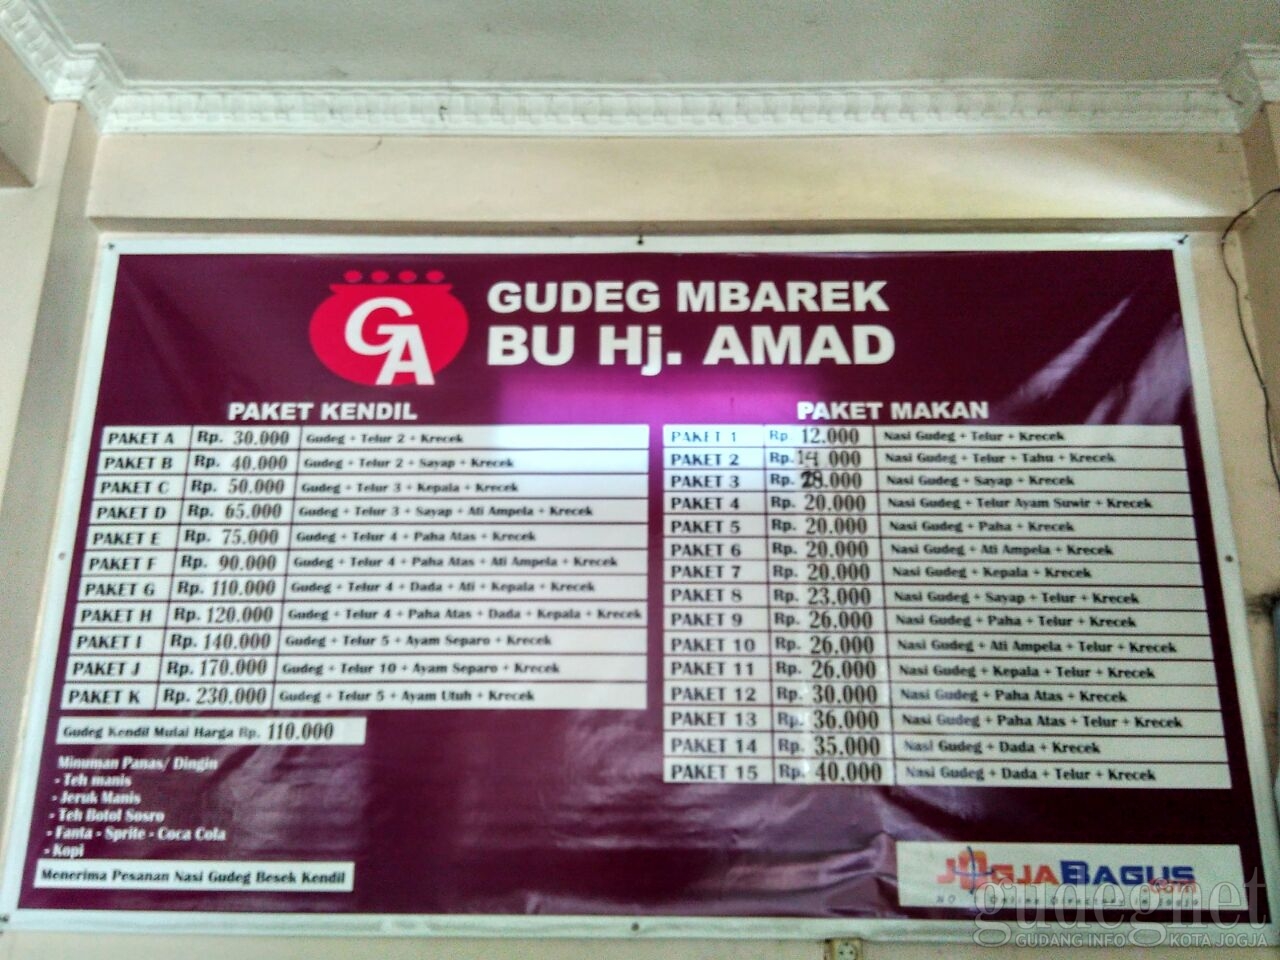 GA
GUDEG MBAREK
BU Hj. AMAD
PAKET KENDIL
PAKET A Rp. 30.000 Gudeg + Telur 2 + Krecek
PAKET B Rp. 40.000 Gudeg + Telur 2 + Sayap + Krecek
PAKET C Rp. 50.000 Gudeg + Telur 3 + Kepala + Krecek
PAKET D Rp. 65.000 Gudeg + Telur 3 + Sayap + Ati Ampela + Krecek
PAKET E Rp. 75.000 Gudeg + Telur 4 + Paha Atas + Krecek
PAKET F Rp. 90.000 Gudeg + Telur 4 + Paha Atas + Ati Ampela + Krecek
PAKET G Rp. 110.000 Gudeg + Telur 4 + Dada + Ati + Kepala + Krecek
PAKET H Rp. 120.000 Gudeg + Telur 4 + Paha Atas + Dada + Kepala + Krecek
PAKET I Rp. 140.000 Gudeg + Telur 5 + Ayam Separo + Krecek
PAKET J Rp. 170.000 Gudeg + Telur 10 + Ayam Separo + Krecek
PAKET K Rp. 230.000 Gudeg + Telur 5 + Ayam Utuh + Krecek
Gudeg Kendil Mulai Harga Rp. 110.000
Minuman Panas/ Dingin
- Teh manis
- Jeruk Manis
- Teh Botol Sosro
- Fanta - Sprite - Coca Cola
- Kopi
Menerima Pesanan Nasi Gudeg Besek Kendil
PAKET MAKAN
PAKET 1 Rp 12.000 Nasi Gudeg + Telur + Krecek
PAKET 2 Rp. 14 000 Nasi Gudeg + Telur + Tahu + Krecek
PAKET 3 Rp. 28.000 Nasi Gudeg + Sayap + Krecek
PAKET 4 Rp. 20.000 Nasi Gudeg + Telur Ayam Suwir + Krecek
PAKET 5 Rp. 20.000 Nasi Gudeg + Paha + Krecek
PAKET 6 Rp. 20.000 Nasi Gudeg + Ati Ampela + Krecek
PAKET 7 Rp. 20.000 Nasi Gudeg + Kepala + Krecek
PAKET 8 Rp. 23.000 Nasi Gudeg + Sayap + Telur + Krecek
PAKET 9 Rp. 26.000 Nasi Gudeg + Paha + Telur + Krecek
PAKET 10 Rp. 26.000 Nasi Gudeg + Ati Ampela + Telur + Krecek
PAKET 11 Rp. 26.000 Nasi Gudeg + Kepala + Telur + Krecek
PAKET 12 Rp. 30.000 Nasi Gudeg + Paha Atas + Krecek
PAKET 13 Rp. 36.000 Nasi Gudeg + Paha Atas + Telur + Krecek
PAKET 14 Rp. 35.000 Nasi Gudeg + Dada + Krecek
PAKET 15 Rp. 40.000 Nasi Gudeg + Dada + Telur + Krecek
JOGJABAGUS.com
Online Directory in Jogja
gudegnet
GUDANG INFO KOTA JOGJA